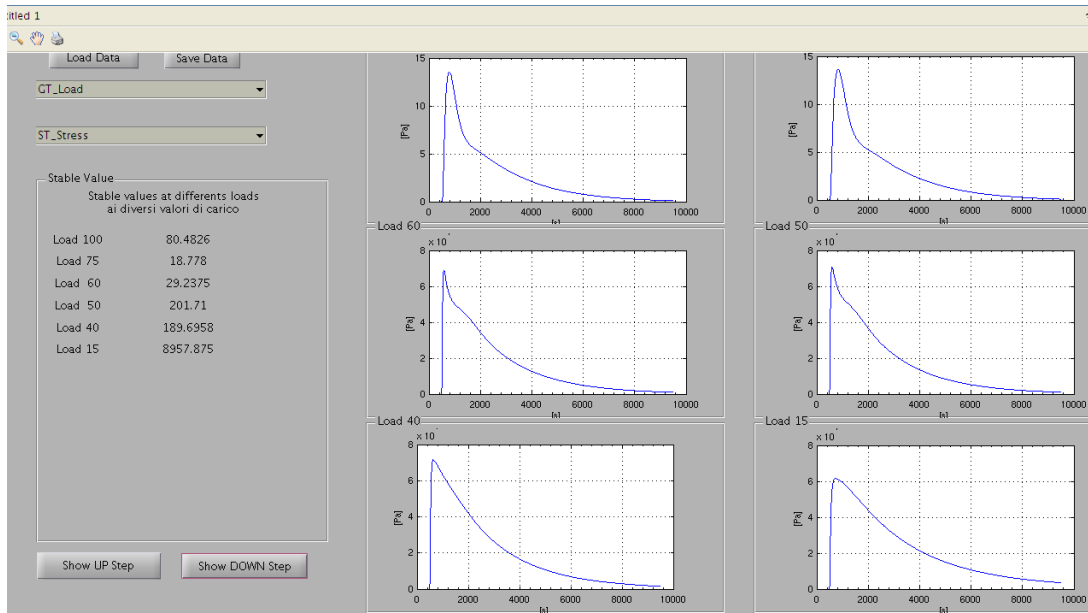 titled 1
Load Data
Save Data
GT_Load
ST_Stress
Stable Value
Stable values at differents loads
ai diversi valori di carico
Load 100 80.4826
Load 75 18.778
Load 60 29.2375
Load 50 201.71
Load 40 189.6958
Load 15 8957.875
Show UP Step
Show DOWN Step
15
10
5
0
[Pa]
0 2000 4000 6000 8000 10000
[s]
15
10
5
0
[Pa]
0 2000 4000 6000 8000 10000
[s]
Load 60
8
6
4
2
0
[Pa]
0 2000 4000 6000 8000 10000
[s]
Load 50
8
6
4
2
0
[Pa]
0 2000 4000 6000 8000 10000
[s]
Load 40
8
6
4
2
0
[Pa]
0 2000 4000 6000 8000 10000
Load 15
8
6
4
2
0
[Pa]
0 2000 4000 6000 8000 10000